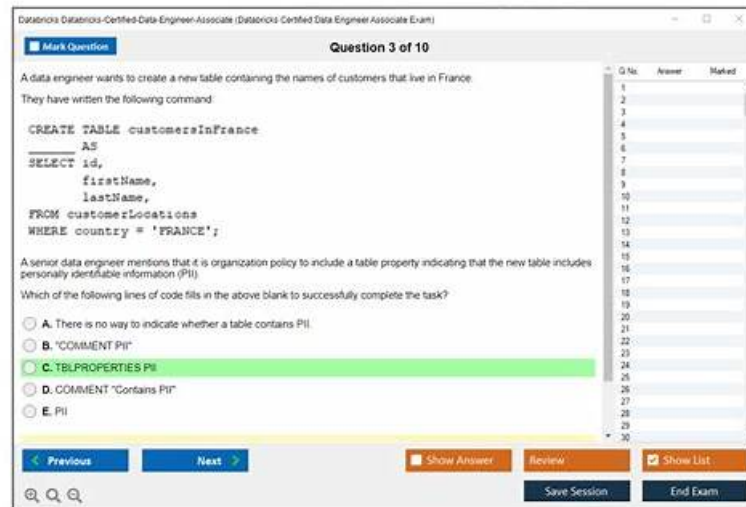 Databricks Databricks-Certified-Data-Engineer-Associate (Databricks Certified Data Engineer Associate Exam)
Mark Question
Question 3 of 10
A data engineer wants to create a new table containing the names of customers that live in France.
They have written the following command
CREATE TABLE customersInFrance
_____ AS
SELECT id,
firstName,
lastName,
FROM customerLocations
WHERE country = 'FRANCE';
A senior data engineer mentions that it is organization policy to include a table property indicating that the new table includes
personally identifiable information (PII).
Which of the following lines of code fills in the above blank to successfully complete the task?
A. There is no way to indicate whether a table contains PII.
B. "COMMENT PII"
C. TBLPROPERTIES PII
D. COMMENT "Contains PII"
E. PII
Q No. Answer Marked
1
2
3
4
5
6
7
8
9
10
11
12
13
14
15
16
17
18
19
20
21
22
23
24
25
26
27
28
29
30
Previous
Next
Show Answer
Review
Show List
Save Session
End Exam